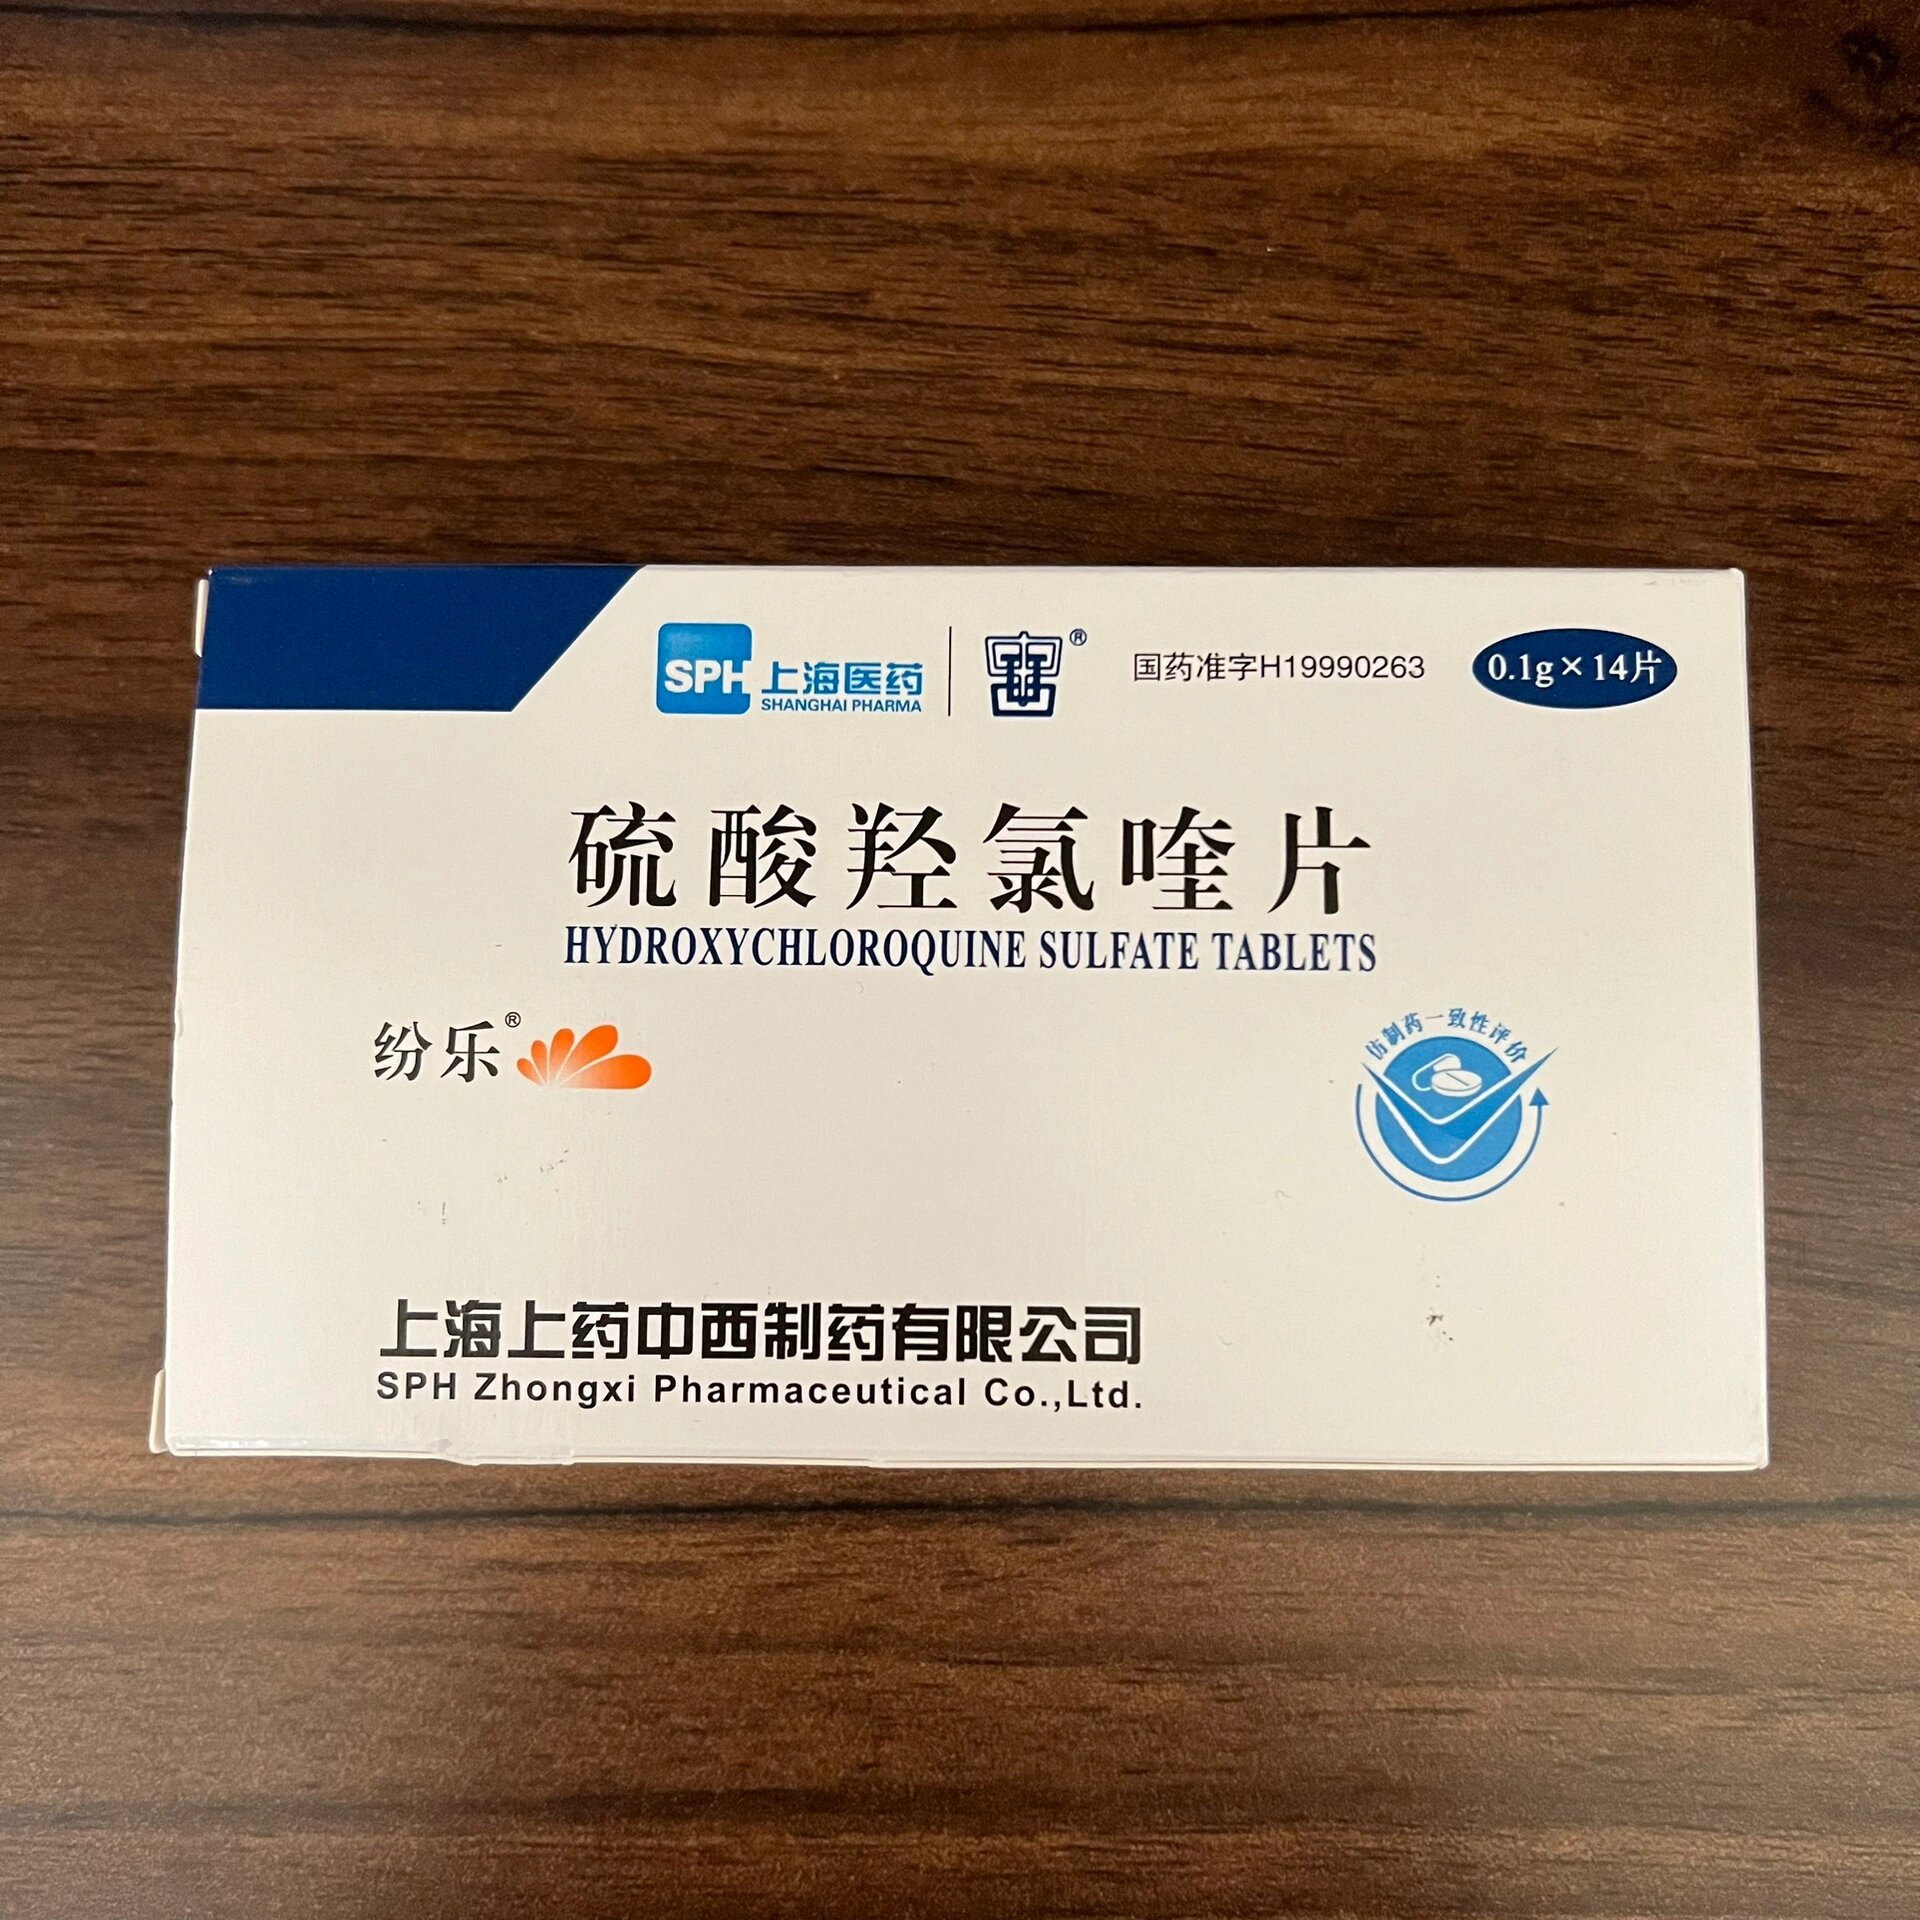 SPH 上海医药
SHANGHAI PHARMA
®
国药准字H19990263
0.1g×14片
硫酸羟氯喹片
HYDROXYCHLOROQUINE SULFATE TABLETS
纷乐®
仿制药一致性评价
上海上药中西制药有限公司
SPH Zhongxi Pharmaceutical Co.,Ltd.